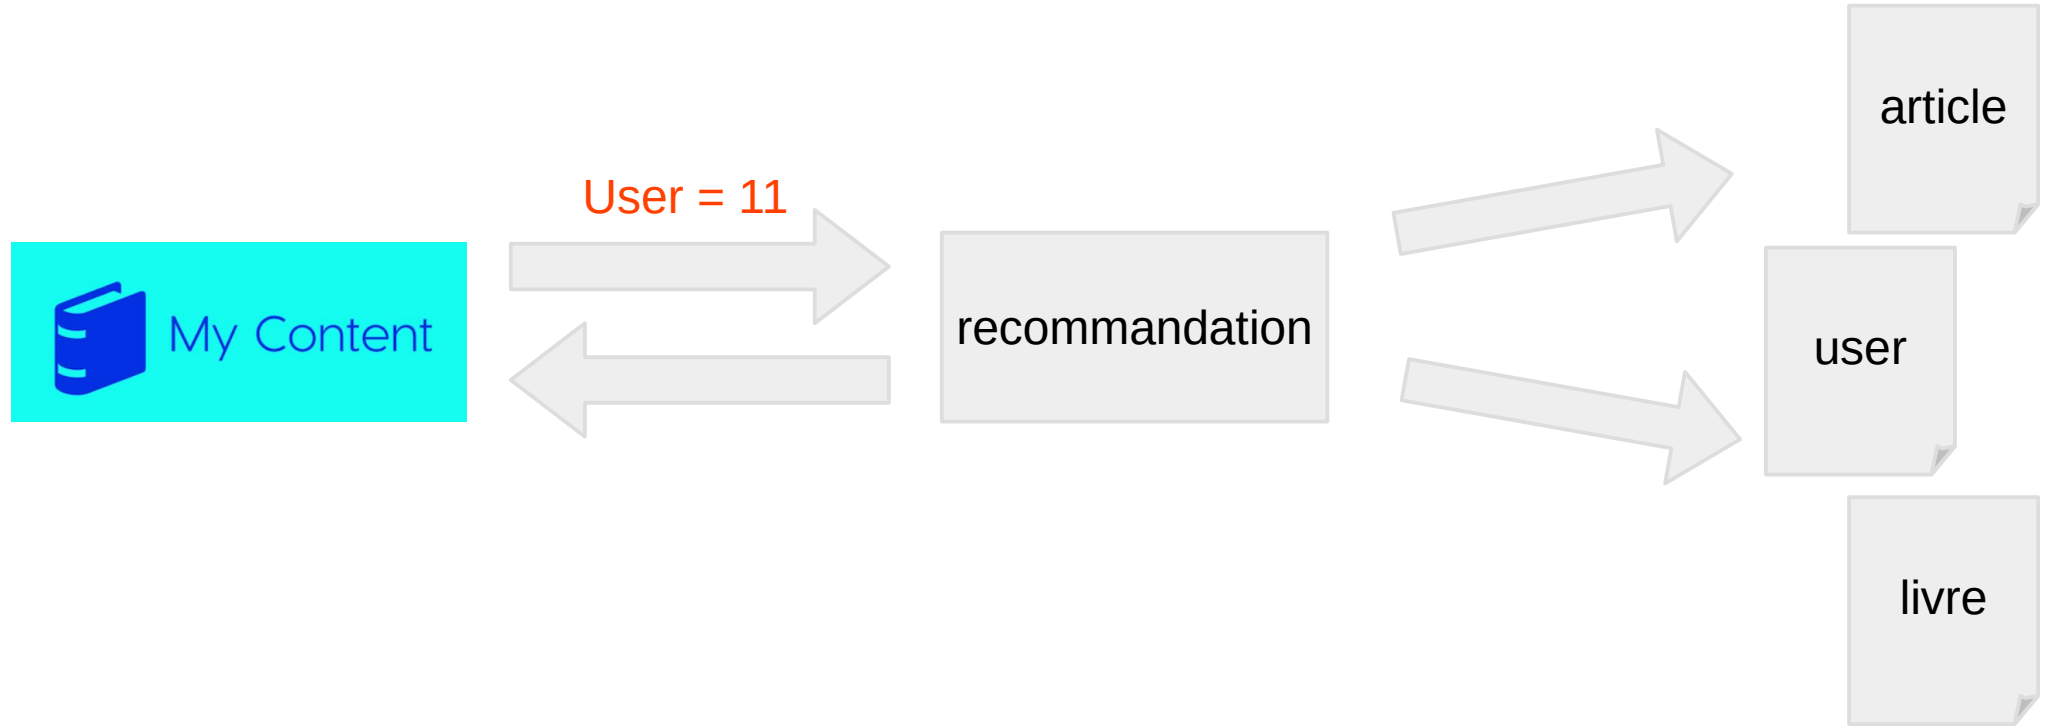 User = 11
My Content
recommandation
article
user
livre